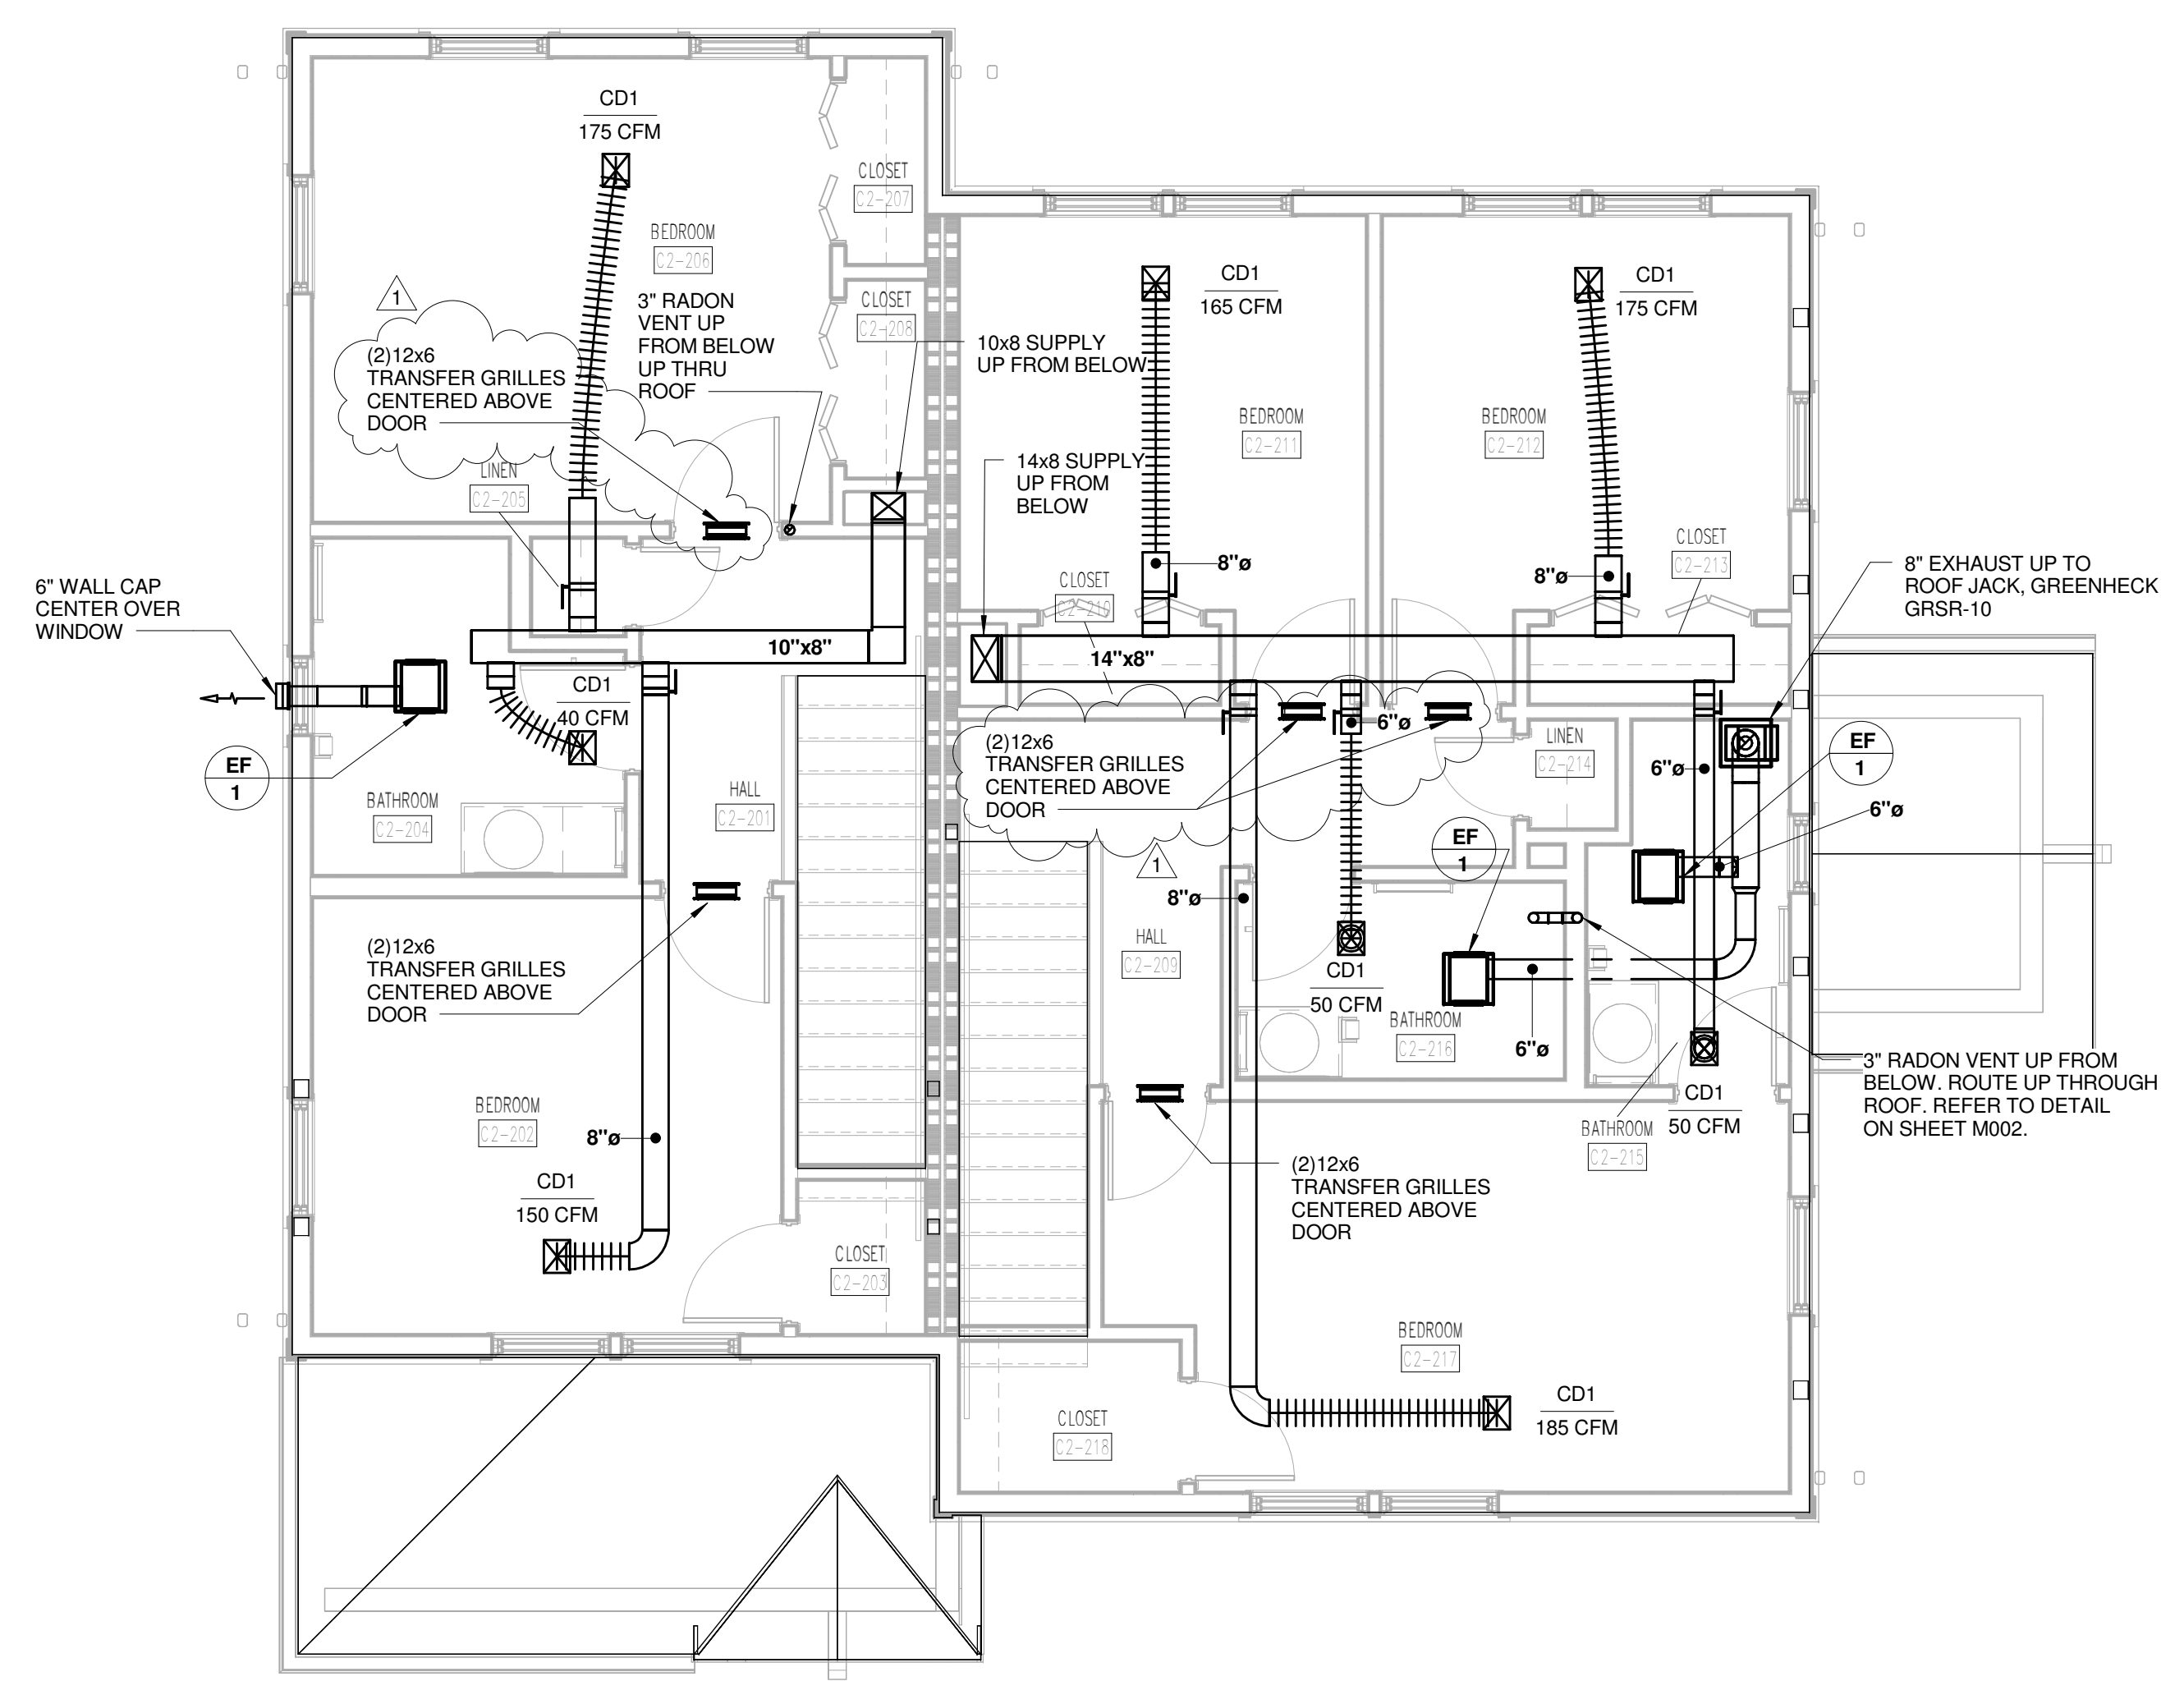 CD1
175 CFM
CLOSET
C2-207
BEDROOM
C2-206
1
3" RADON
VENT UP
FROM BELOW
UP THRU
ROOF
CLOSET
C2-208
(2)12x6
TRANSFER GRILLES
CENTERED ABOVE
DOOR
LINEN
C2-205
10x8 SUPPLY
UP FROM BELOW
14x8 SUPPLY
UP FROM
BELOW
CD1
165 CFM
CD1
175 CFM
BEDROOM
C2-211
BEDROOM
C2-212
8"ø
8"ø
CLOSET
C2-210
CLOSET
C2-213
8" EXHAUST UP TO
ROOF JACK, GREENHECK
GRSR-10
6" WALL CAP
CENTER OVER
WINDOW
10"x8"
14"x8"
CD1
40 CFM
EF
1
BATHROOM
C2-204
HALL
C2-201
(2)12x6
TRANSFER GRILLES
CENTERED ABOVE
DOOR
6"ø
LINEN
C2-214
6"ø
EF
1
6"ø
EF
1
1
8"ø
HALL
C2-209
(2)12x6
TRANSFER GRILLES
CENTERED ABOVE
DOOR
CD1
50 CFM
BATHROOM
C2-216
6"ø
3" RADON VENT UP FROM
BELOW. ROUTE UP THROUGH
ROOF. REFER TO DETAIL
ON SHEET M002.
CD1
50 CFM
BATHROOM
C2-215
BEDROOM
C2-202
8"ø
CD1
150 CFM
CLOSET
C2-203
(2)12x6
TRANSFER GRILLES
CENTERED ABOVE
DOOR
BEDROOM
C2-217
CD1
185 CFM
CLOSET
C2-218